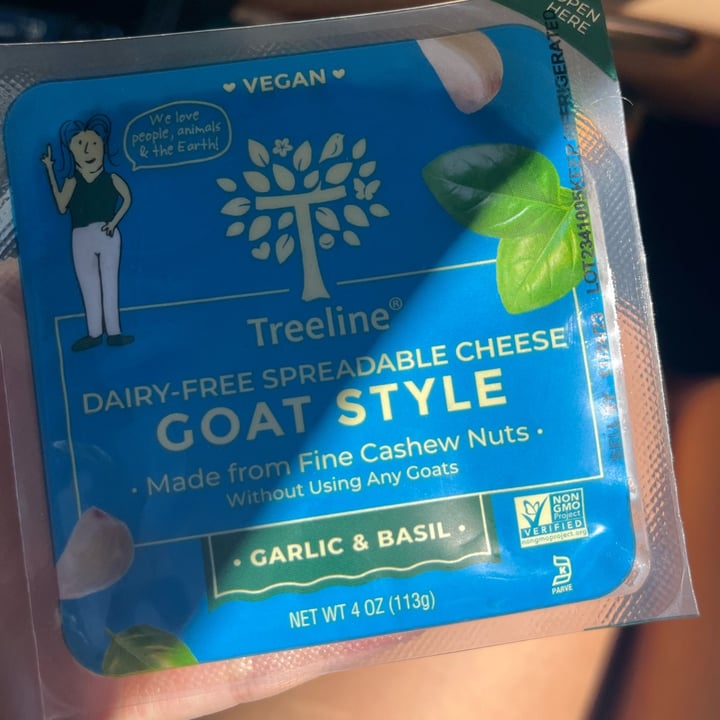 OPEN
HERE
♥ VEGAN ♥
We love
people, animals
& the Earth!
Treeline®
DAIRY-FREE SPREADABLE CHEESE
GOAT STYLE
· Made from Fine Cashew Nuts ·
Without Using Any Goats
· GARLIC & BASIL ·
NET WT 4 OZ (113g)
NON
GMO
Project
VERIFIED
nongmoproject.org
K
PARVE